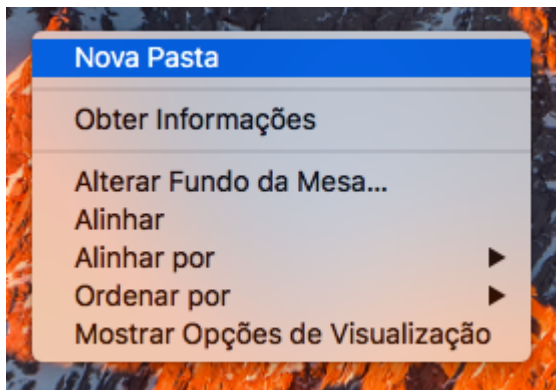 Nova Pasta
Obter Informações
Alterar Fundo da Mesa...
Alinhar
Alinhar por
Ordenar por
Mostrar Opções de Visualização